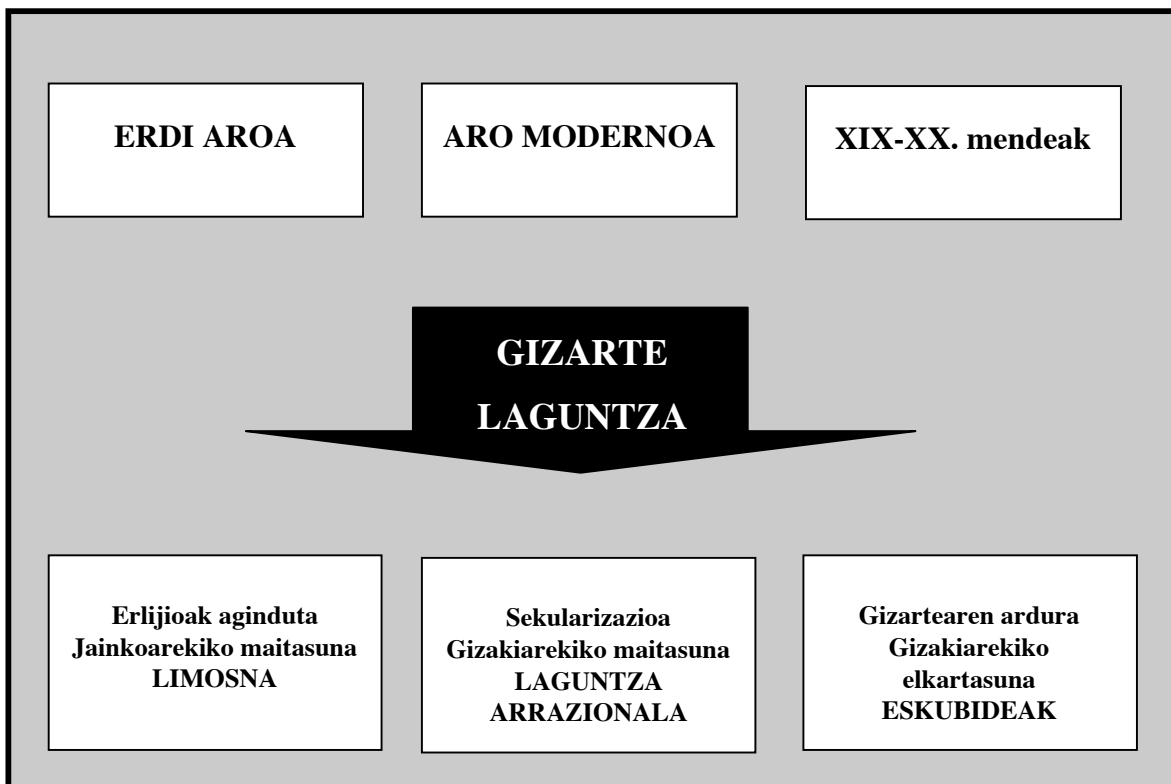 ERDI AROA
ARO MODERNOA
XIX-XX. mendeak
GIZARTE
LAGUNTZA
Erlijioak aginduta
Jainkoarekiko maitasuna
LIMOSNA
Sekularizazioa
Gizakiarekiko maitasuna
LAGUNTZA
ARRAZIONALA
Gizartearen ardura
Gizakiarekiko
elkartasuna
ESKUBIDEAK